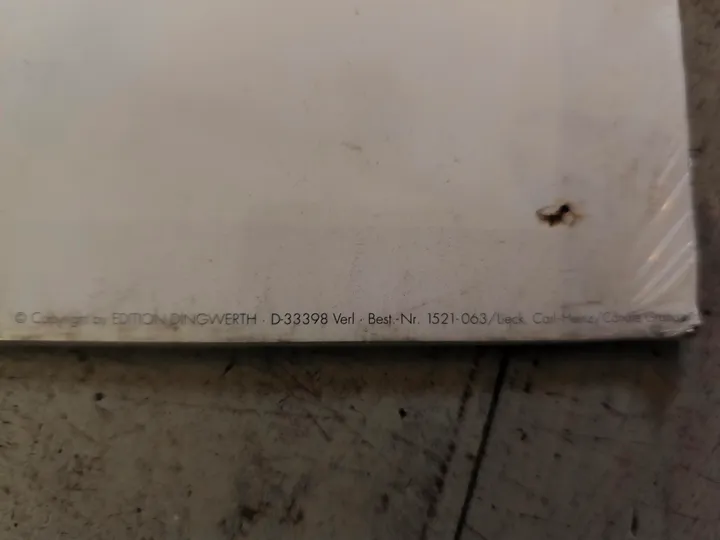 © Copyright by EDITION DINGWERTH · D-33398 Verl · Best.-Nr. 1521-063/Lieck, Carl-Heinz/